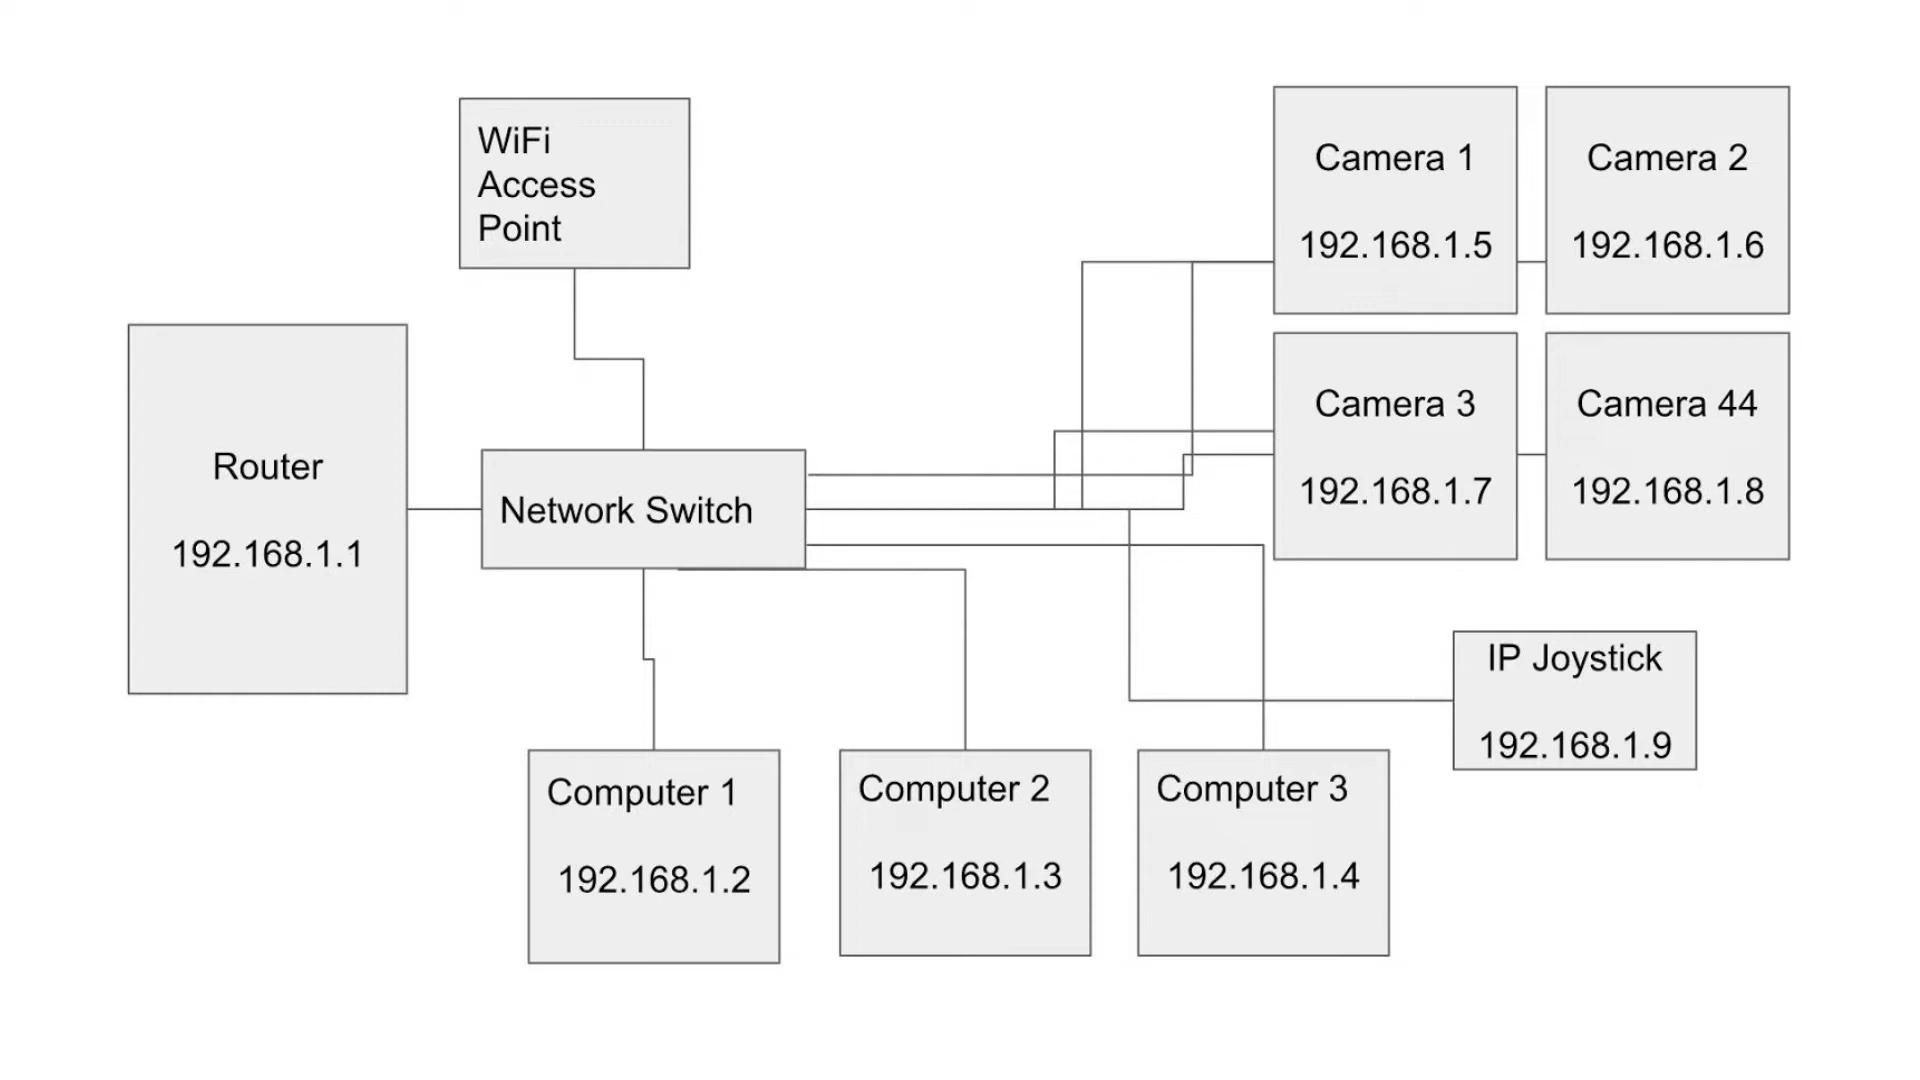 WiFi
Access
Point
Camera 1
192.168.1.5
Camera 2
192.168.1.6
Router
192.168.1.1
Network Switch
Camera 3
192.168.1.7
Camera 44
192.168.1.8
IP Joystick
192.168.1.9
Computer 1
192.168.1.2
Computer 2
192.168.1.3
Computer 3
192.168.1.4